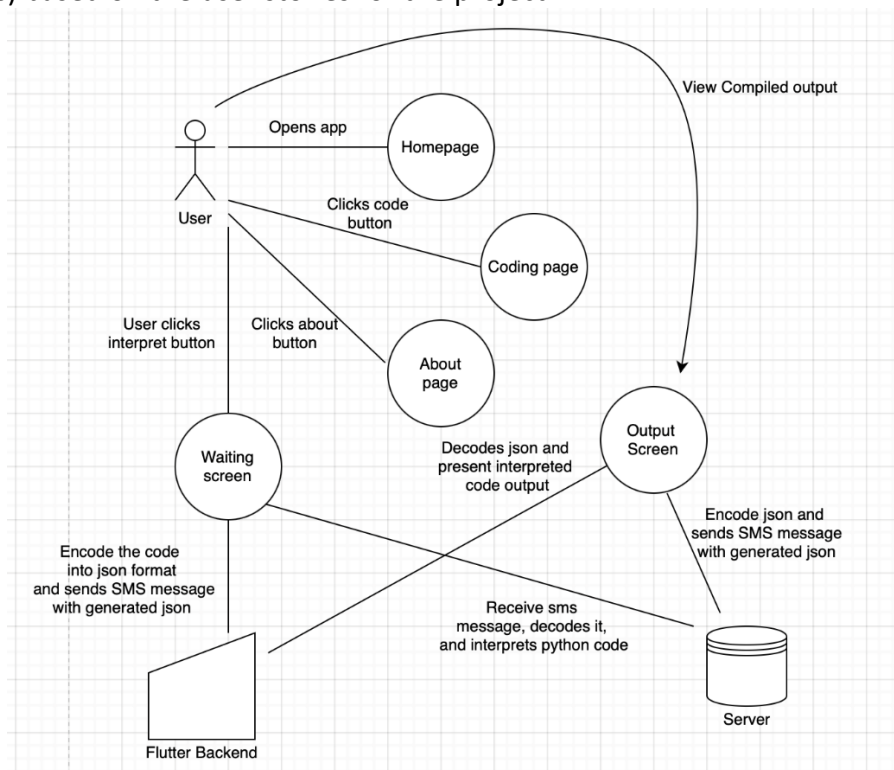 View Compiled output
Opens app
Homepage
User
Clicks code
button
Coding page
User clicks
interpret button
Clicks about
button
About
page
Output
Screen
Waiting
screen
Decodes json and
present interpreted
code output
Encode json and
sends SMS message
with generated json
Encode the code
into json format
and sends SMS message
with generated json
Receive sms
message, decodes it,
and interprets python code
Server
Flutter Backend